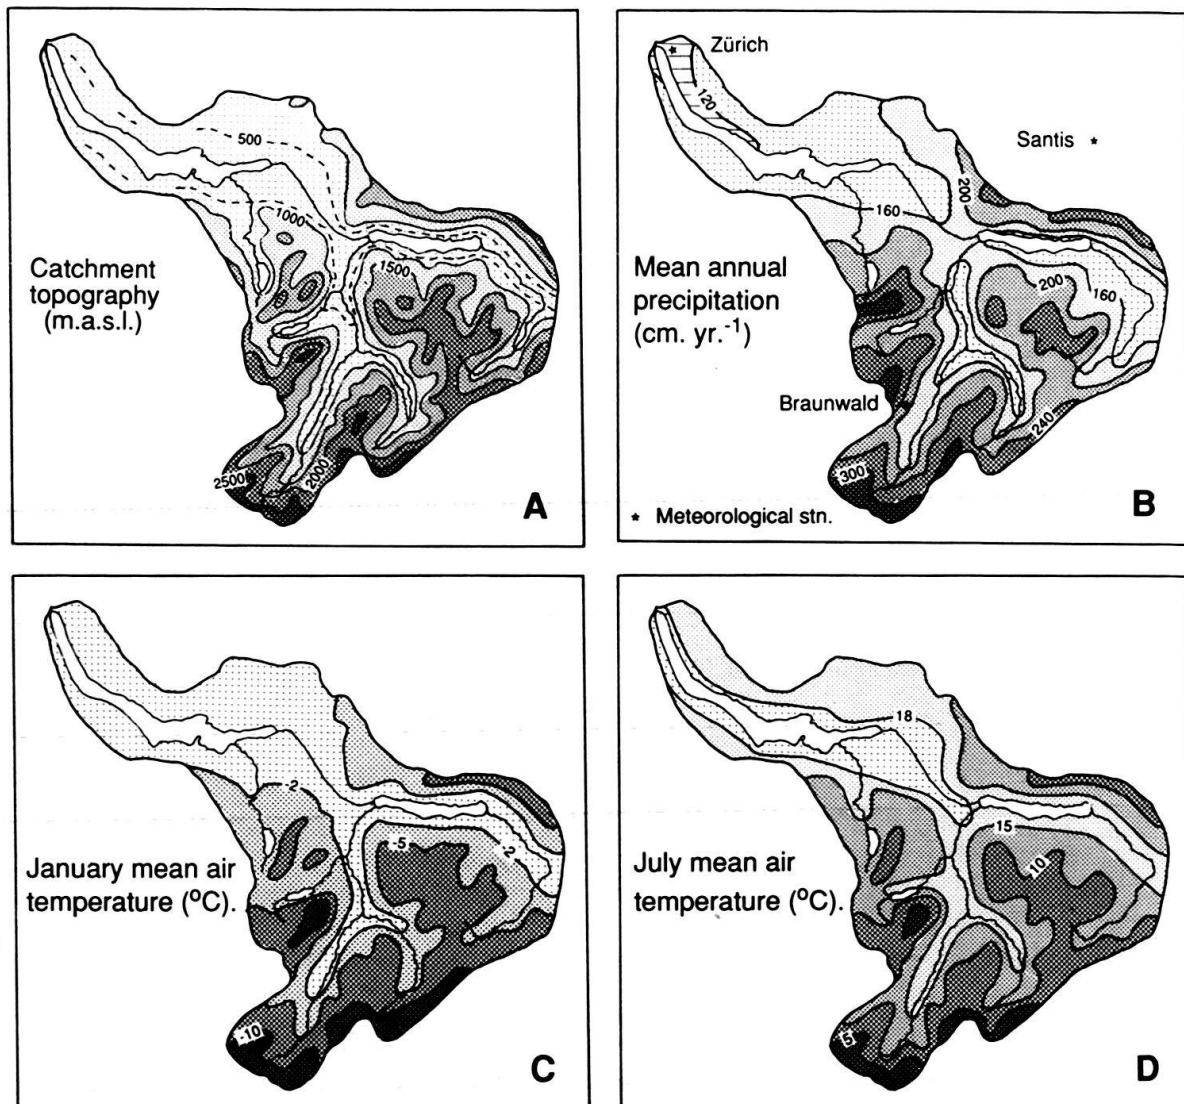 500
1000
1500
Catchment
topography
(m.a.s.l.)
2500
2000
A
Zürich
120
Santis
200
160
Mean annual
precipitation
(cm. yr.-1)
200
160
Braunwald
240
300
Meteorological stn.
B
-2
-5
-2
January mean air
temperature (ºC).
-10
C
18
15
10
July mean air
temperature (ºC).
5
D